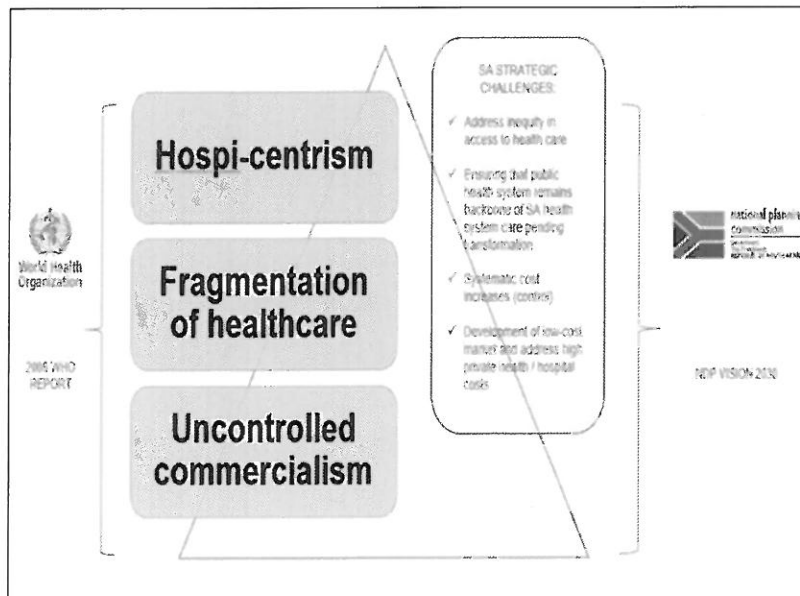 World Health
Organization
2008 WHO
REPORT
Hospi-centrism
Fragmentation
of healthcare
Uncontrolled
commercialism
SA STRATEGIC
CHALLENGES:
✓ Address inequity in
access to health care
✓ Ensuring that public
health system remains
backbone of SA health
system care pending
transformation
✓ Systematic cost
increases (control)
✓ Development of low-cost
market and address high
private health / hospital
costs
national planning
commission
NDP VISION 2030